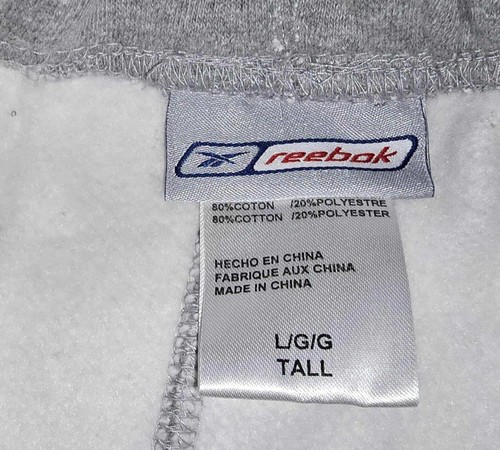 reebok
80%COTON /20%POLYESTRE
80%COTTON /20%POLYESTER
HECHO EN CHINA
FABRIQUE AUX CHINA
MADE IN CHINA
L/G/G
TALL